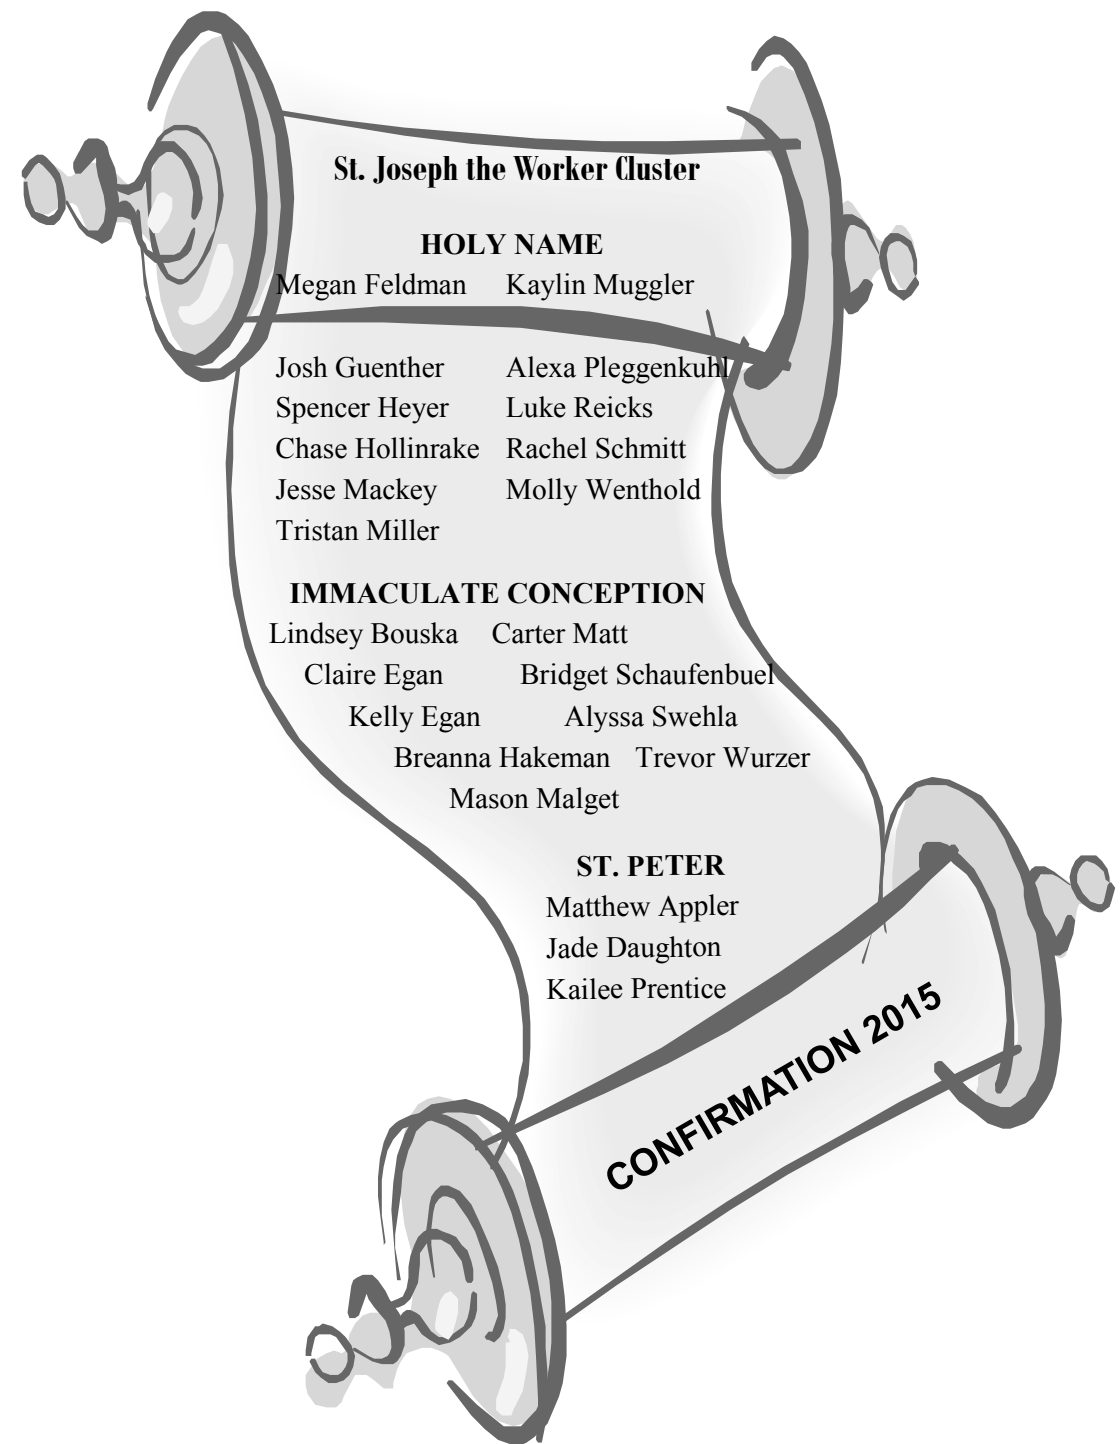 St. Joseph the Worker Cluster
HOLY NAME
Megan Feldman Kaylin Muggler
Josh Guenther Alexa Pleggenkuhl
Spencer Heyer Luke Reicks
Chase Hollinrake Rachel Schmitt
Jesse Mackey Molly Wenthold
Tristan Miller
IMMACULATE CONCEPTION
Lindsey Bouska Carter Matt
Claire Egan Bridget Schaufenbuel
Kelly Egan Alyssa Swehla
Breanna Hakeman Trevor Wurzer
Mason Malget
ST. PETER
Matthew Appler
Jade Daughton
Kailee Prentice
CONFIRMATION 2015